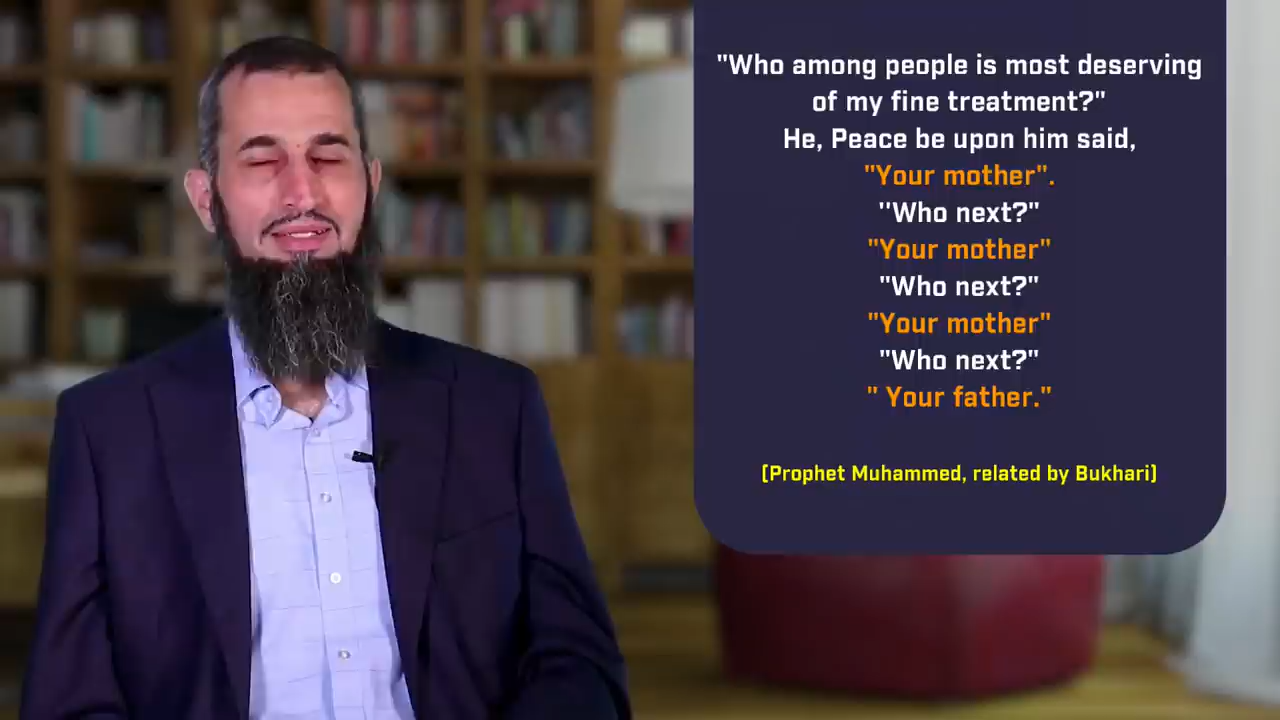 "Who among people is most deserving
of my fine treatment?"
He, Peace be upon him said,
"Your mother".
''Who next?"
"Your mother"
"Who next?"
"Your mother"
"Who next?"
" Your father."
(Prophet Muhammed, related by Bukhari)